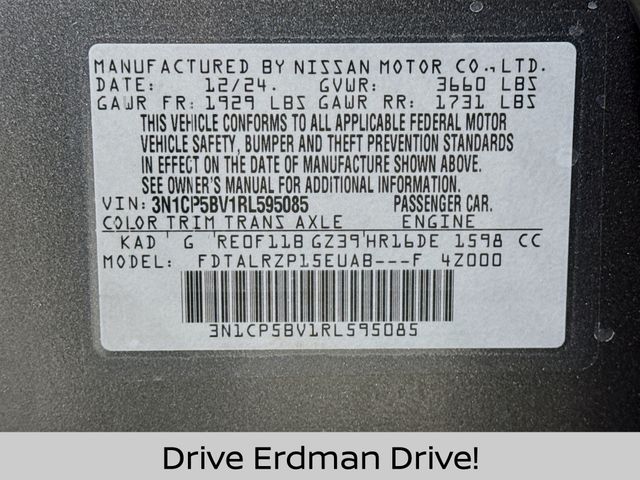 MANUFACTURED BY NISSAN MOTOR CO.,LTD.
DATE: 12/24. GVWR: 3660 LBS
GAWR FR: 1929 LBS GAWR RR: 1731 LBS
THIS VEHICLE CONFORMS TO ALL APPLICABLE FEDERAL MOTOR
VEHICLE SAFETY, BUMPER AND THEFT PREVENTION STANDARDS
IN EFFECT ON THE DATE OF MANUFACTURE SHOWN ABOVE.
SEE OWNER'S MANUAL FOR ADDITIONAL INFORMATION.
VIN: 3N1CP5BV1RL595085 PASSENGER CAR.
COLOR TRIM TRANS AXLE ENGINE
KAD G RE0F11B GZ39 HR16DE 1598 CC
MODEL: FDTALRZP15EUAB---F 4Z000
3N1CP5BV1RL595085
Drive Erdman Drive!